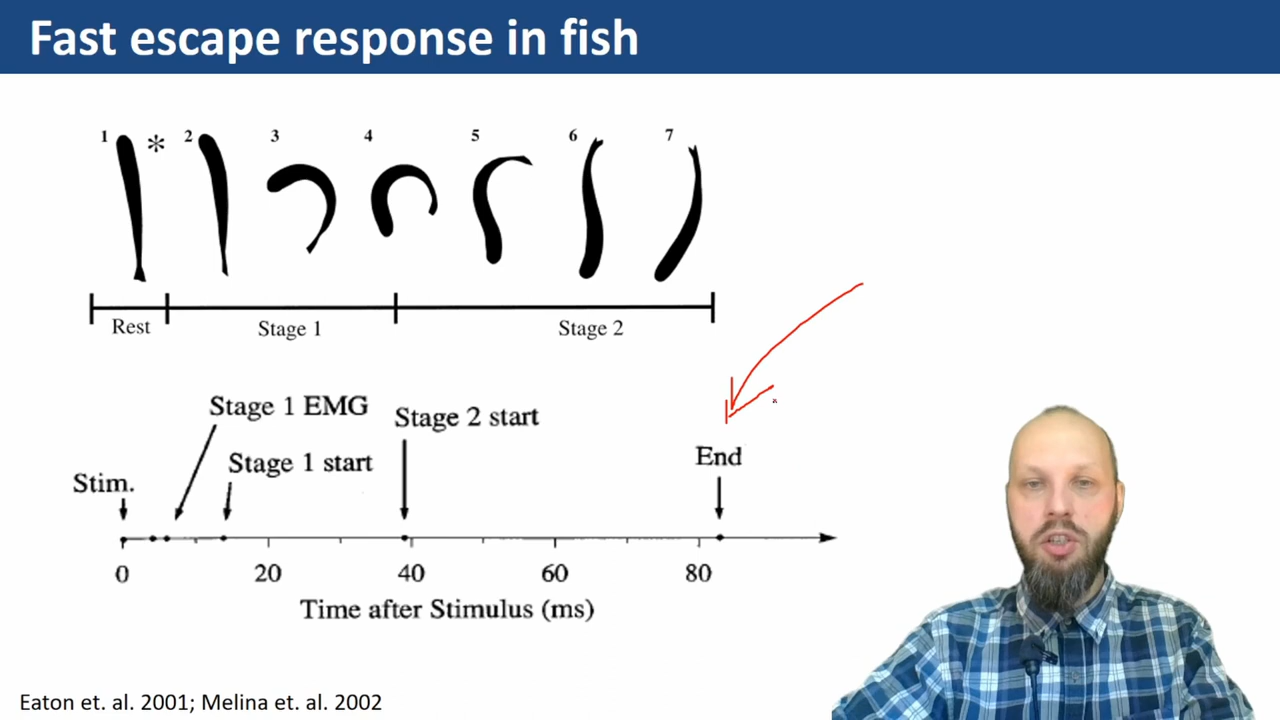 Fast escape response in fish
1 * 2 3 4 5 6 7
Rest Stage 1 Stage 2
Stage 1 EMG
Stage 2 start
Stage 1 start
End
Stim.
0 20 40 60 80
Time after Stimulus (ms)
Eaton et. al. 2001; Melina et. al. 2002